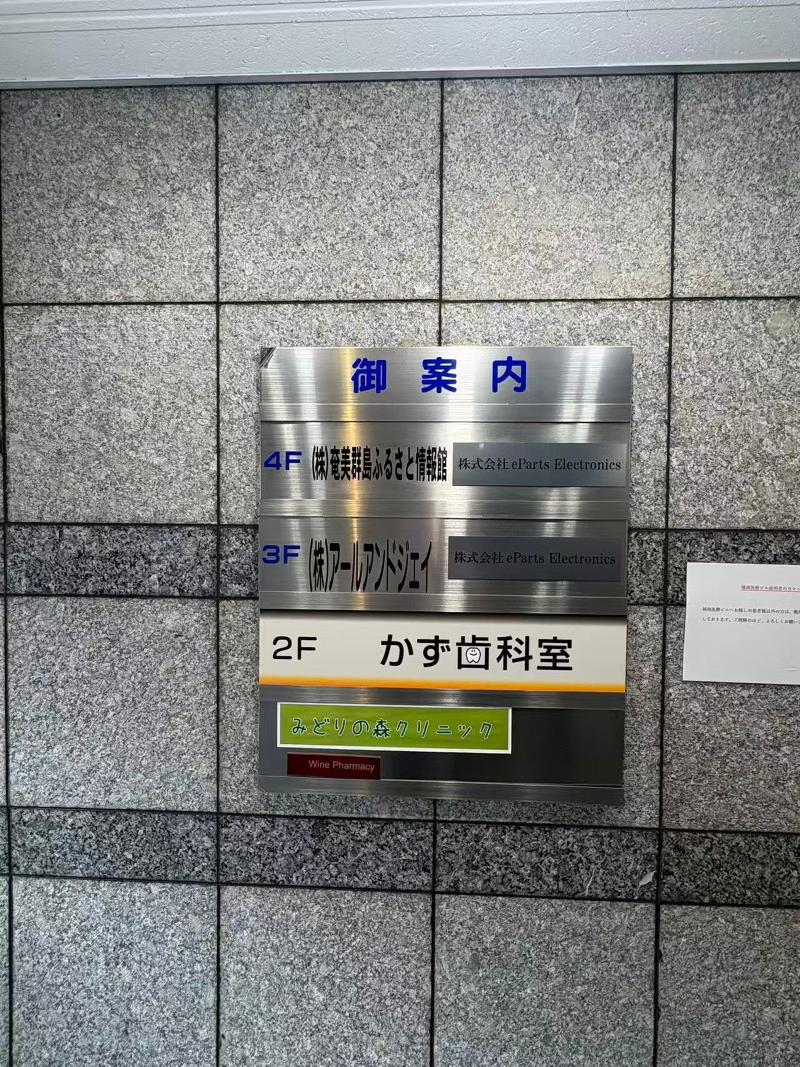 御案内
4F (株)奄美群島ふるさと情報館 株式会社 eParts Electronics
3F (株)アールアンドジェイ 株式会社 eParts Electronics
2F かず歯科室
みどりの森クリニック
Wine Pharmacy